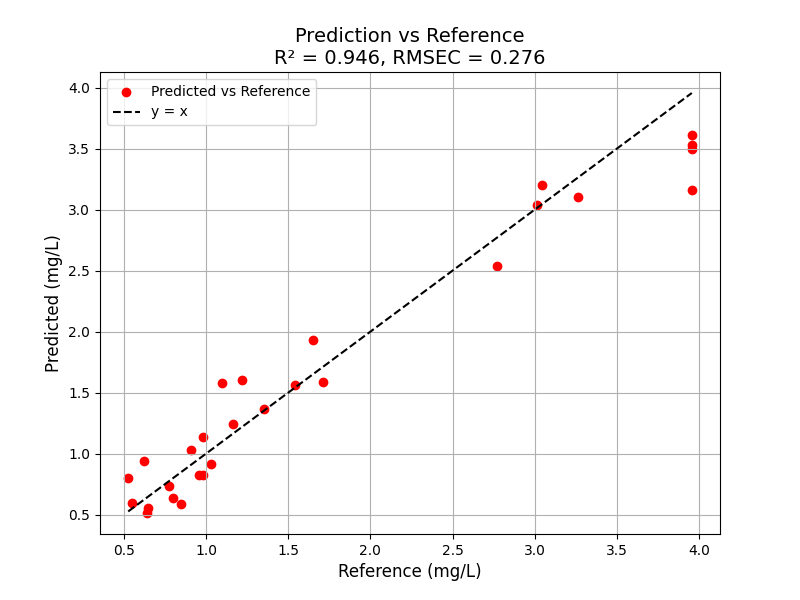 Prediction vs Reference
R² = 0.946, RMSEC = 0.276
Predicted vs Reference
y = x
Predicted (mg/L)
4.0
3.5
3.0
2.5
2.0
1.5
1.0
0.5
0.5 1.0 1.5 2.0 2.5 3.0 3.5 4.0
Reference (mg/L)